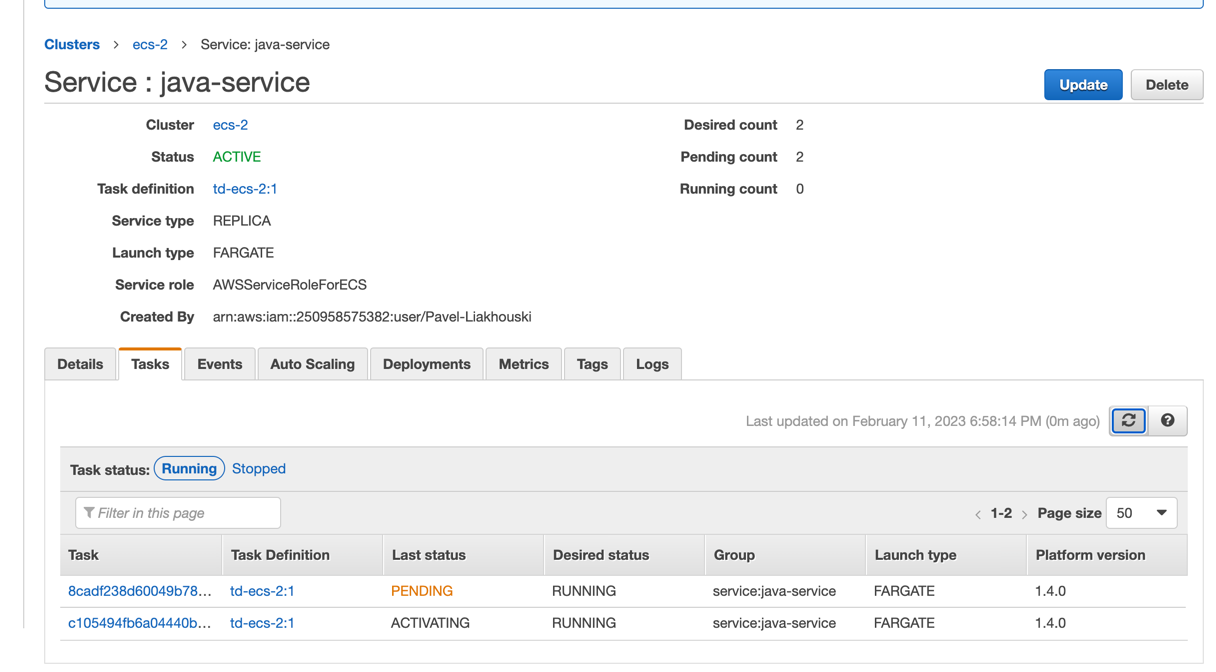 Clusters > ecs-2 > Service: java-service
Service : java-service
Update Delete
Cluster ecs-2 Desired count 2
Status ACTIVE Pending count 2
Task definition td-ecs-2:1 Running count 0
Service type REPLICA
Launch type FARGATE
Service role AWSServiceRoleForECS
Created By arn:aws:iam::250958575382:user/Pavel-Liakhouski
Details Tasks Events Auto Scaling Deployments Metrics Tags Logs
Last updated on February 11, 2023 6:58:14 PM (0m ago) ?
Task status: Running Stopped
Filter in this page < 1-2 > Page size 50
Task Task Definition Last status Desired status Group Launch type Platform version
8cadf238d60049b78... td-ecs-2:1 PENDING RUNNING service:java-service FARGATE 1.4.0
c105494fb6a04440b... td-ecs-2:1 ACTIVATING RUNNING service:java-service FARGATE 1.4.0